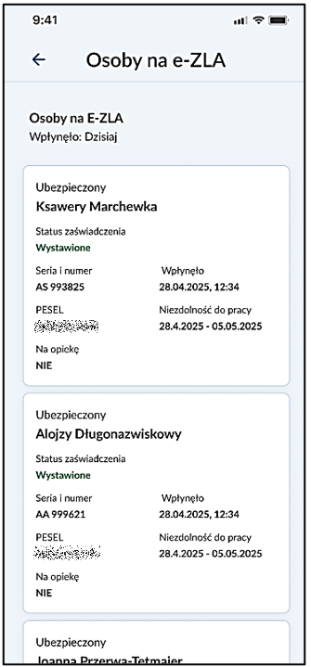 9:41
Osoby na e-ZLA
Osoby na E-ZLA
Wpłynęło: Dzisiaj
Ubezpieczony
Ksawery Marchewka
Status zaświadczenia
Wystawione
Seria i numer Wpłynęło
AS 993825 28.04.2025, 12:34
PESEL Niezdolność do pracy
28.4.2025 - 05.05.2025
Na opiekę
NIE
Ubezpieczony
Alojzy Długonazwiskowy
Status zaświadczenia
Wystawione
Seria i numer Wpłynęło
AA 999621 28.04.2025, 12:34
PESEL Niezdolność do pracy
28.4.2025 - 05.05.2025
Na opiekę
NIE
Ubezpieczony
Joanna Przerwa-Tetmajer